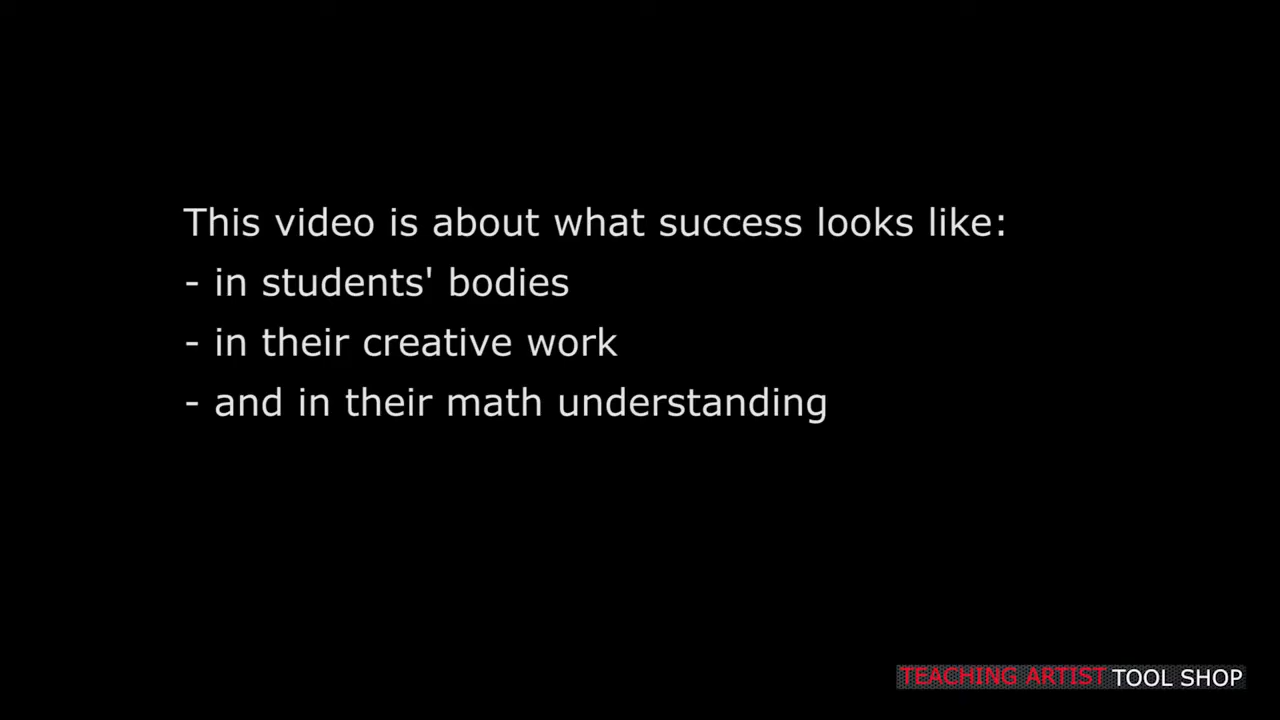 This video is about what success looks like:
- in students' bodies
- in their creative work
- and in their math understanding
TEACHING ARTIST TOOL SHOP